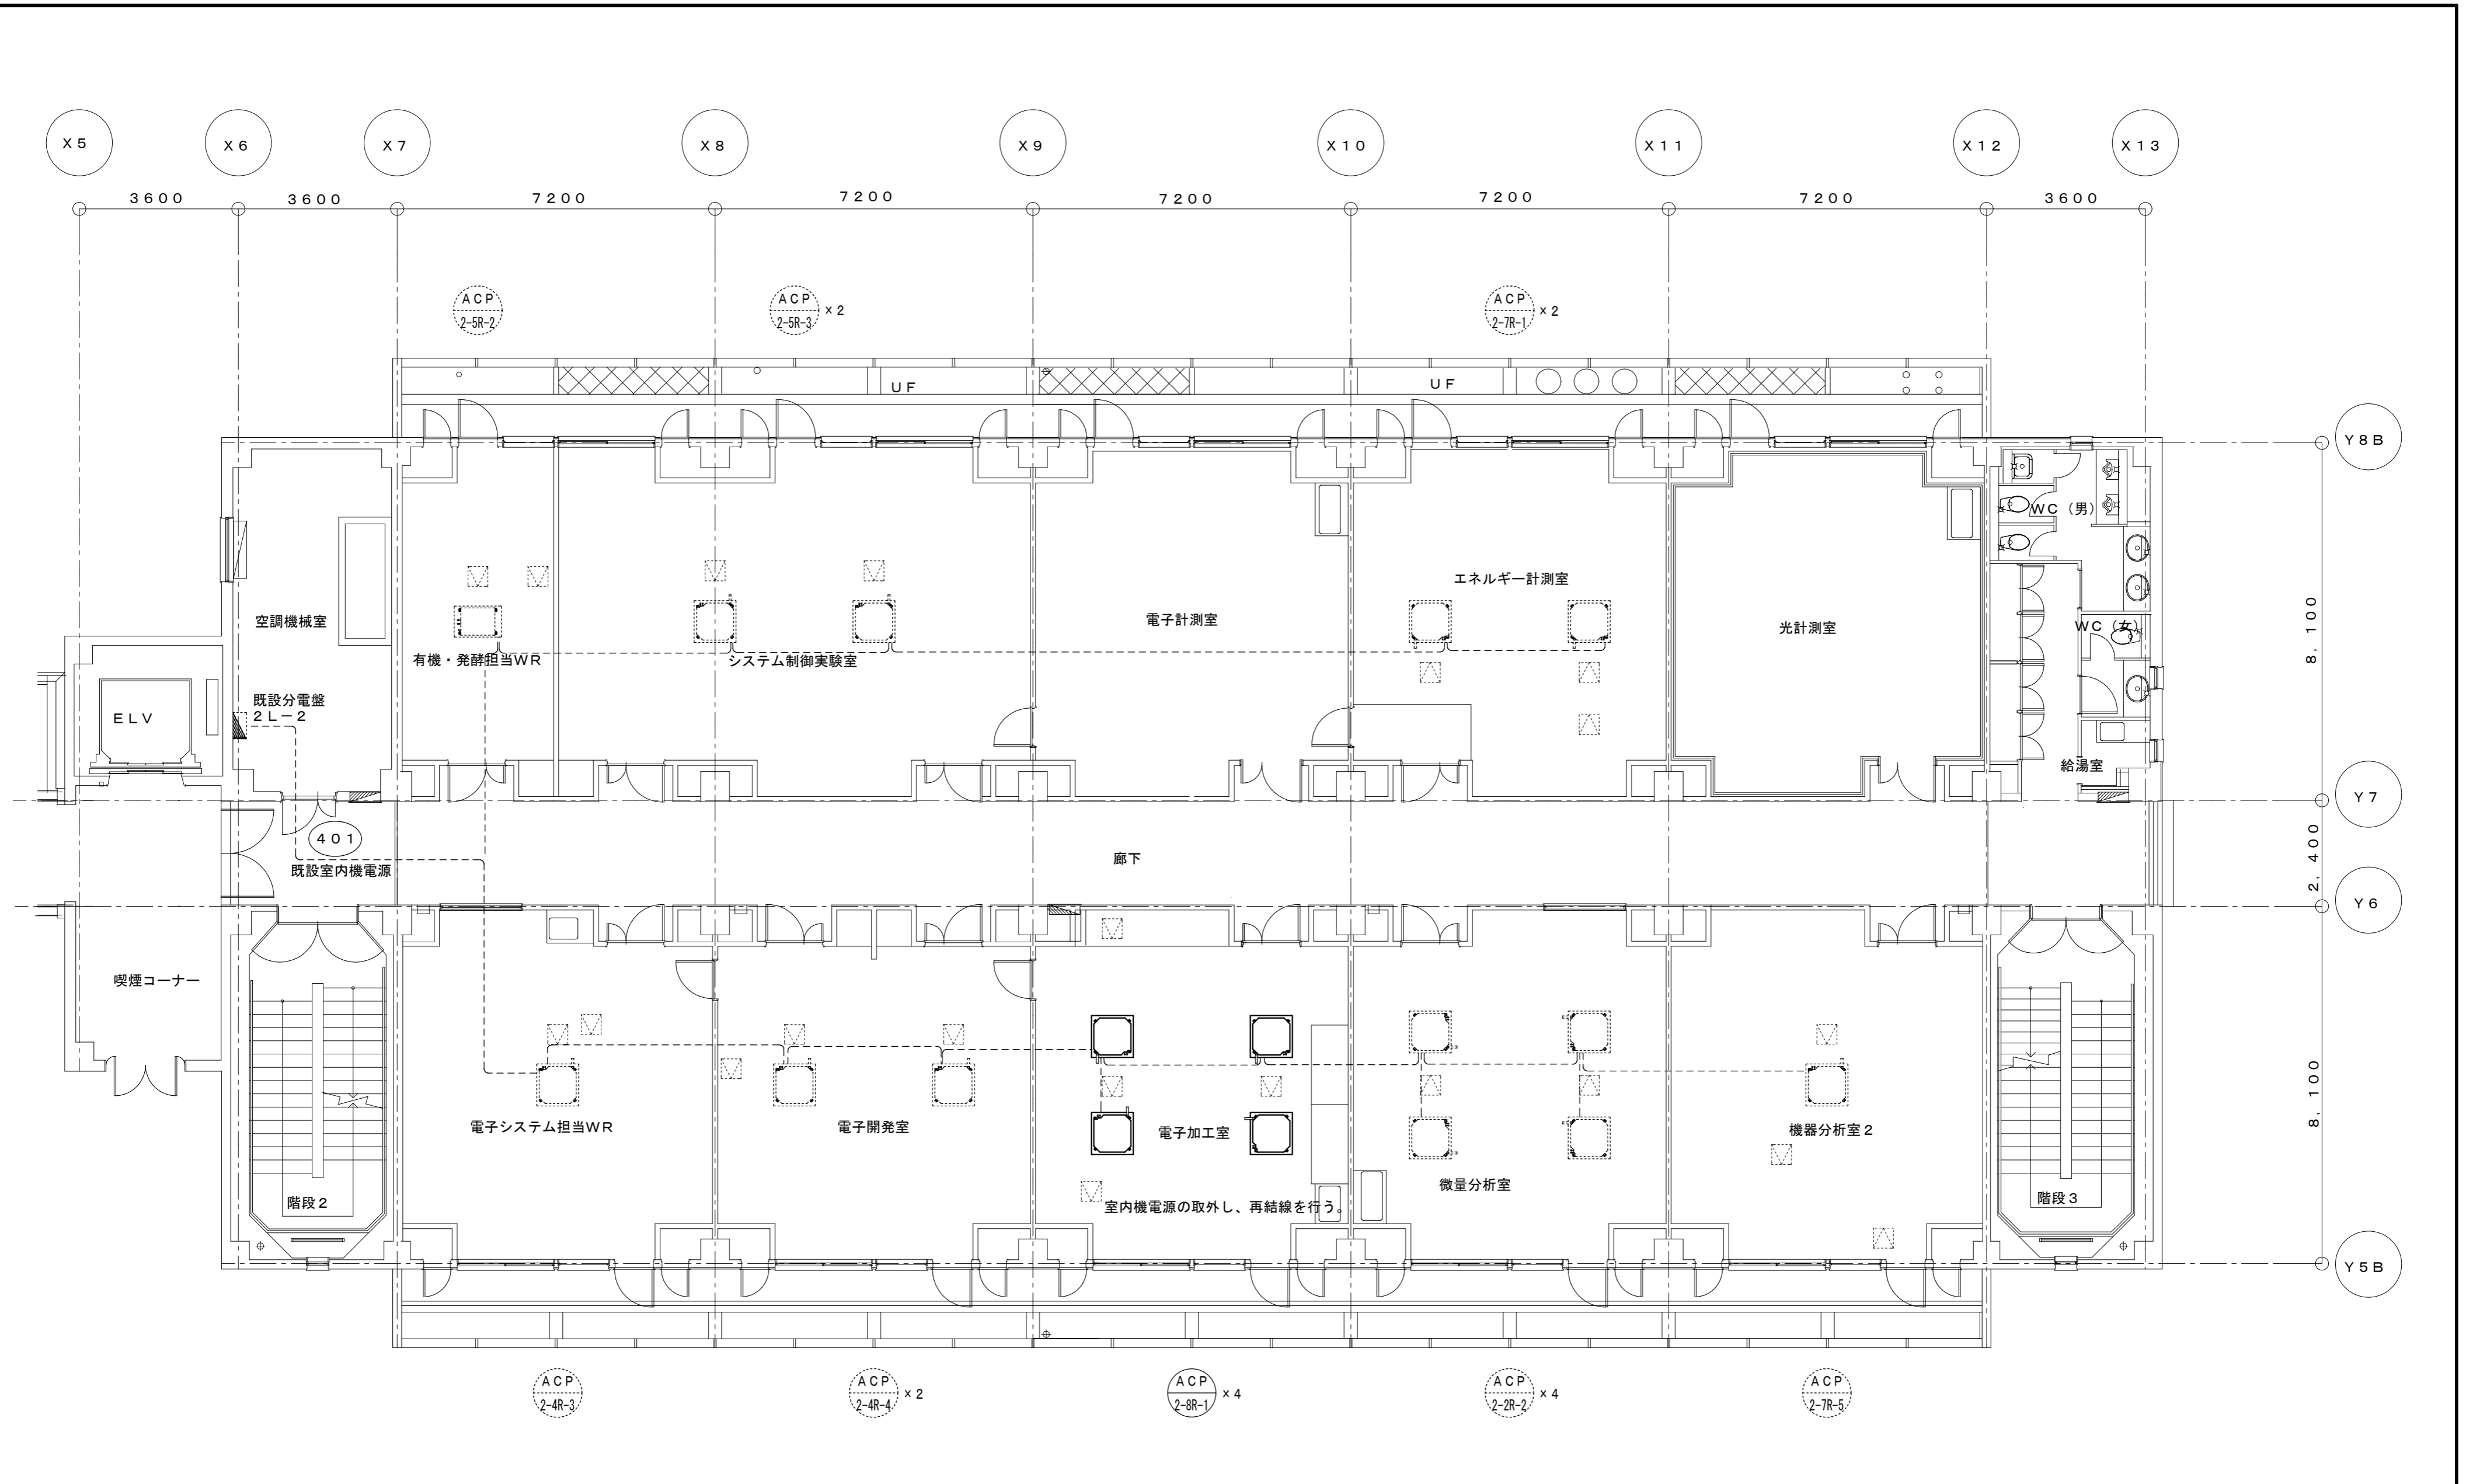 X5
X6
X7
X8
X9
X10
X11
X12
X13
3600
3600
7200
7200
7200
7200
7200
3600
ACP
2-5R-2
ACP
2-5R-3
x2
ACP
2-7R-1
x2
UF
UF
Y8B
WC（男）
エネルギー計測室
空調機械室
電子計測室
光計測室
WC（女）
8,100
有機・発酵担当WR
システム制御実験室
既設分電盤
2L－2
ELV
給湯室
Y7
401
既設室内機電源
廊下
2,400
Y6
喫煙コーナー
8,100
電子システム担当WR
電子開発室
電子加工室
機器分析室2
微量分析室
階段2
階段3
室内機電源の取外し、再結線を行う。
Y5B
ACP
2-4R-3
ACP
2-4R-4
x2
ACP
2-8R-1
x4
ACP
2-2R-2
x4
ACP
2-7R-5